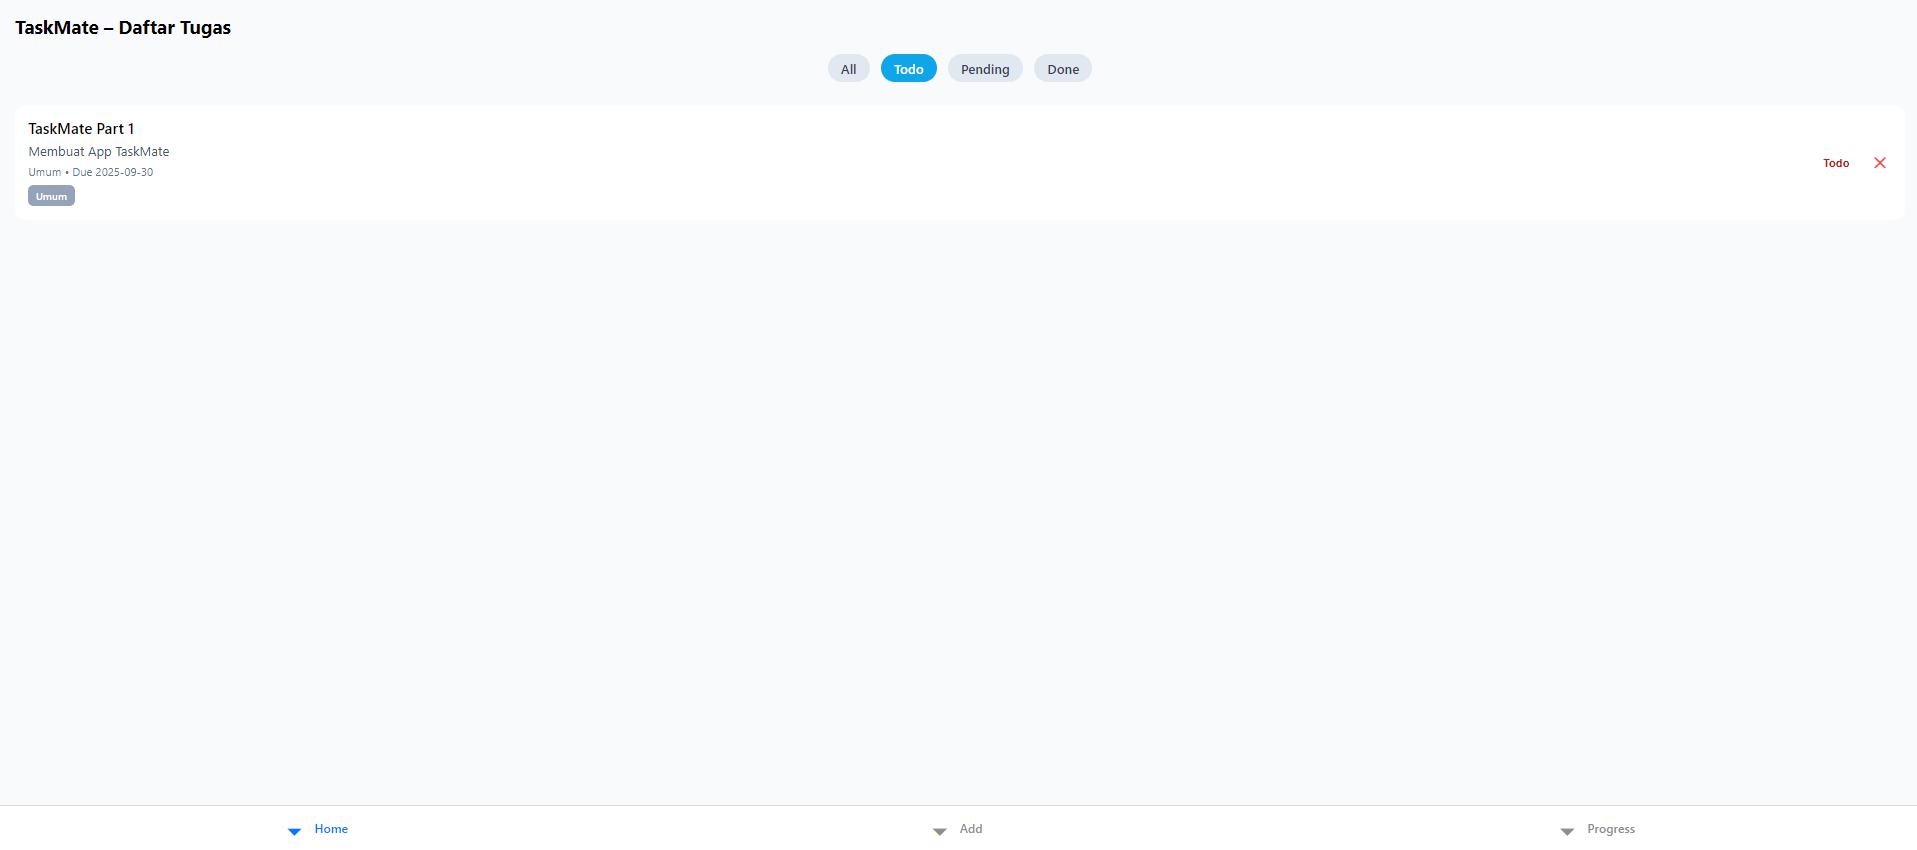 TaskMate – Daftar Tugas
All Todo Pending Done
TaskMate Part 1
Membuat App TaskMate
Umum • Due 2025-09-30
Umum
Todo
Home Add Progress